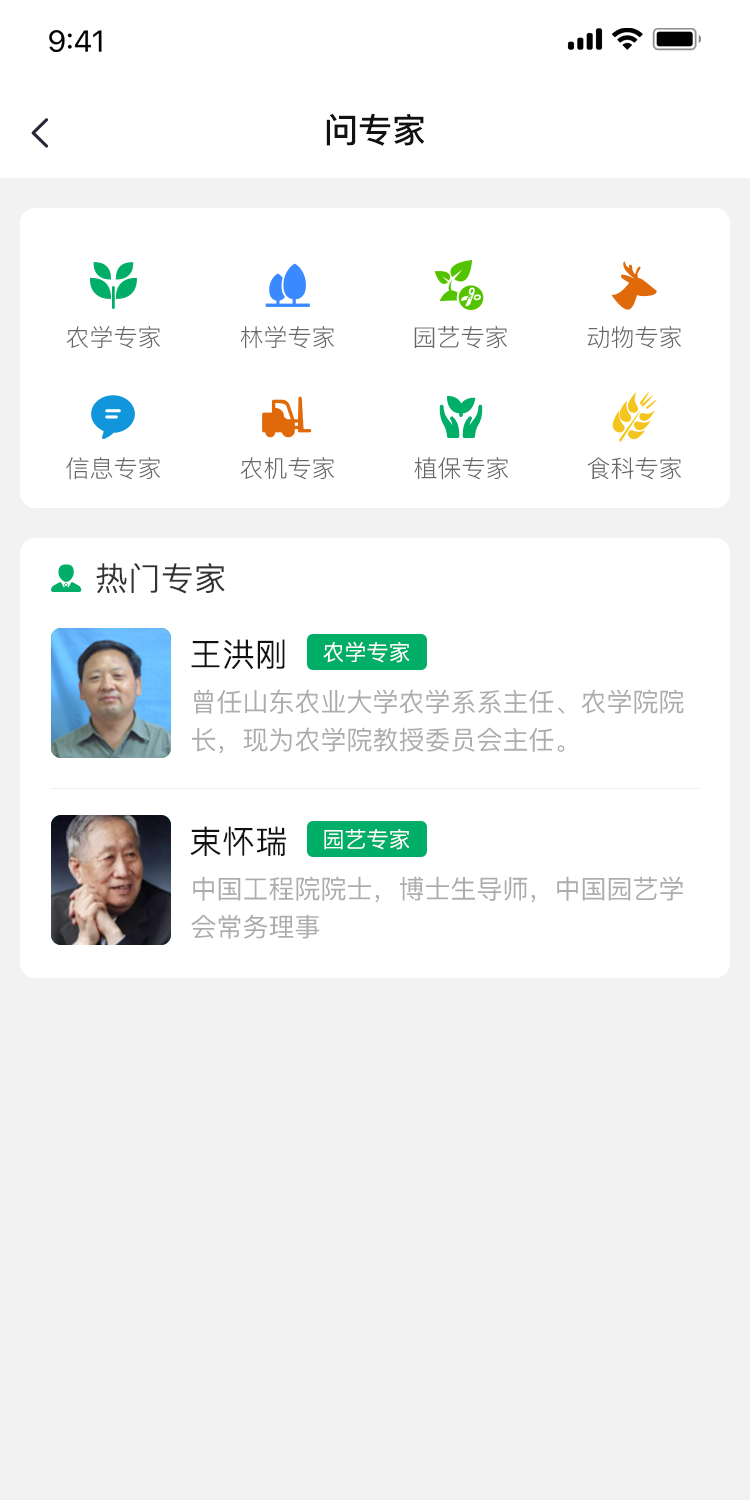 9:41
问专家
农学专家 林学专家 园艺专家 动物专家
信息专家 农机专家 植保专家 食科专家
热门专家
王洪刚 农学专家
曾任山东农业大学农学系系主任、农学院院
长，现为农学院教授委员会主任。
束怀瑞 园艺专家
中国工程院院士，博士生导师，中国园艺学
会常务理事